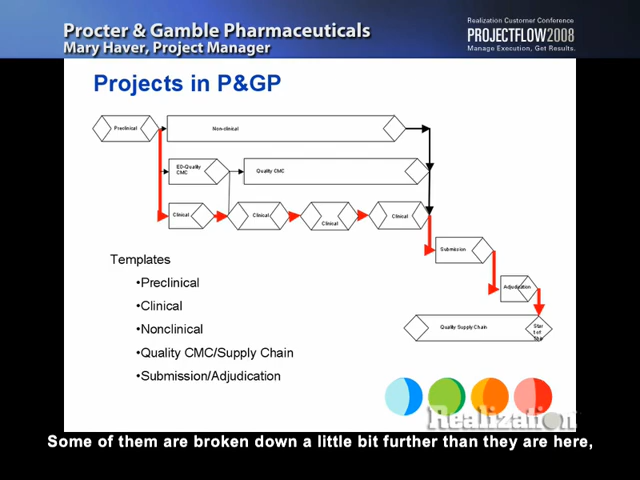 Procter & Gamble Pharmaceuticals
Mary Haver, Project Manager
Realization Customer Conference
PROJECTFLOW2008
Manage Execution, Get Results.
Projects in P&GP
Preclinical
Non-clinical
ED-Quality
CMC
Quality CMC
Clinical
Clinical
Clinical
Clinical
Submission
Adjudication
Quality Supply Chain
Star
t of
Templates
•Preclinical
•Clinical
•Nonclinical
•Quality CMC/Supply Chain
•Submission/Adjudication
Realization
Some of them are broken down a little bit further than they are here,